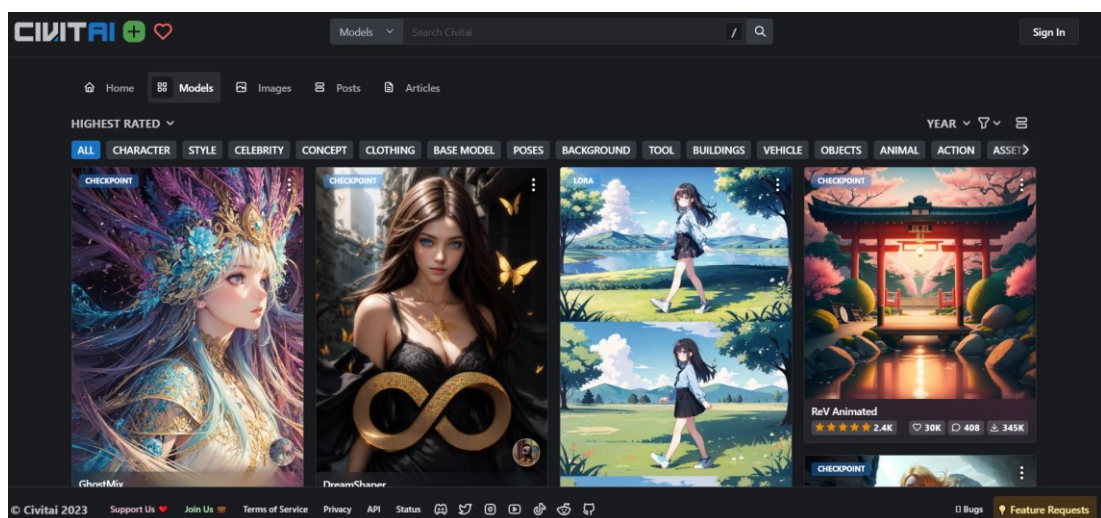 CIVITAI
Models
Search Civitai
/
Sign In
Home
Models
Images
Posts
Articles
HIGHEST RATED
YEAR
ALL
CHARACTER
STYLE
CELEBRITY
CONCEPT
CLOTHING
BASE MODEL
POSES
BACKGROUND
TOOL
BUILDINGS
VEHICLE
OBJECTS
ANIMAL
ACTION
ASSET
CHECKPOINT
CHECKPOINT
LORA
CHECKPOINT
ReV Animated
2.4K
30K
408
345K
CHECKPOINT
GhostMix
DreamShaper
© Civitai 2023
Support Us
Join Us
Terms of Service
Privacy
API
Status
Bugs
Feature Requests